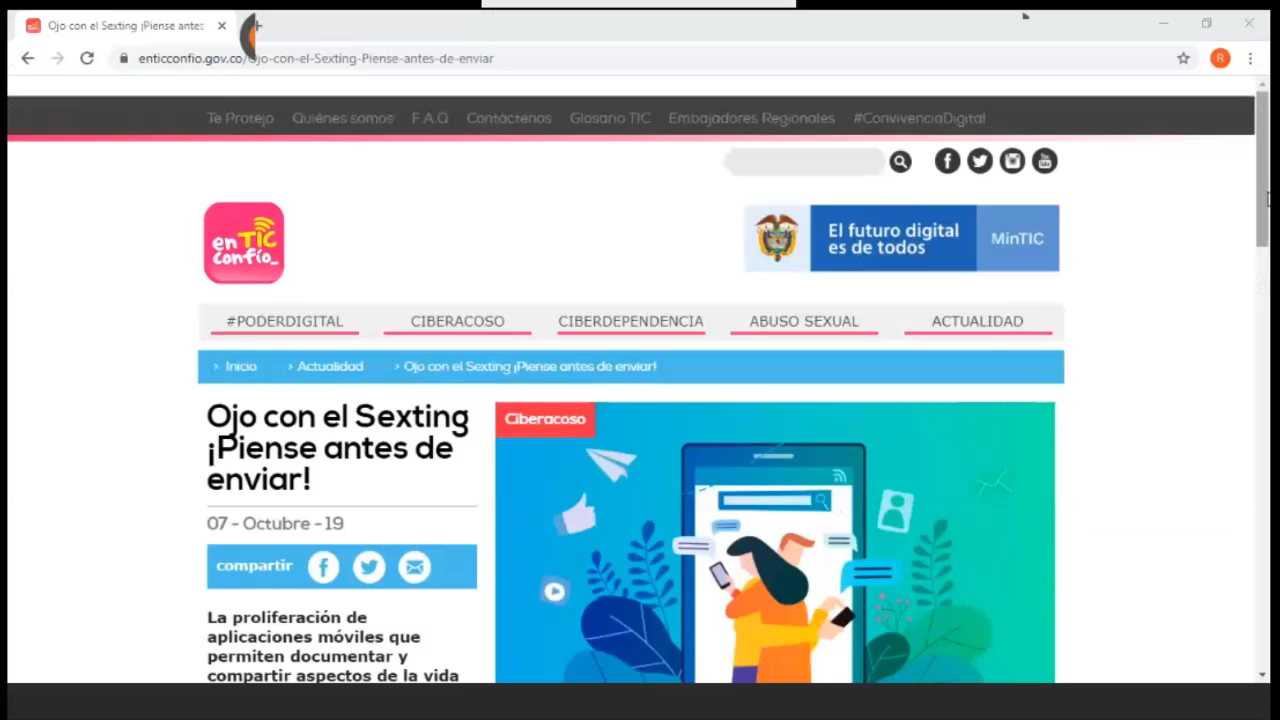 Ojo con el Sexting ¡Piense antes
enticconfio.gov.co/Ojo-con-el-Sexting-Piense-antes-de-enviar
R
Te Protejo Quiénes somos F.A.Q Contáctenos Glosario TIC Embajadores Regionales #ConvivenciaDigital
en TIC
confío_
El futuro digital
es de todos
MinTIC
#PODERDIGITAL CIBERACOSO CIBERDEPENDENCIA ABUSO SEXUAL ACTUALIDAD
› Inicio › Actualidad › Ojo con el Sexting ¡Piense antes de enviar!
Ojo con el Sexting
¡Piense antes de
enviar!
07 - Octubre - 19
compartir
La proliferación de
aplicaciones móviles que
permiten documentar y
compartir aspectos de la vida
Ciberacoso